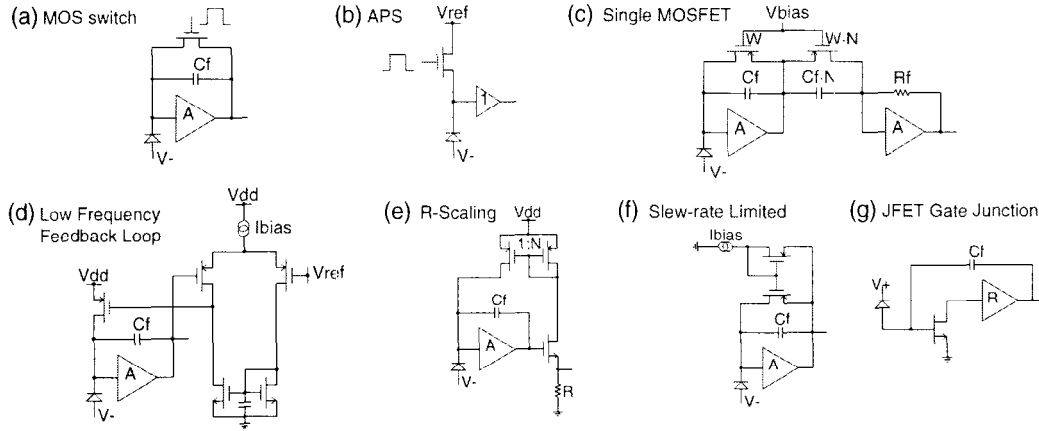 (a) MOS switch
Cf
A
V-
(b) APS
Vref
1
V-
(c) Single MOSFET
Vbias
W
W·N
Cf
Cf·N
Rf
A
A
V-
(d) Low Frequency
Feedback Loop
Vdd
Ibias
Vdd
Vref
Cf
A
V-
(e) R-Scaling
Vdd
1:N
Cf
A
V-
R
(f) Slew-rate Limited
Ibias
Cf
A
V-
(g) JFET Gate Junction
Cf
V+
R